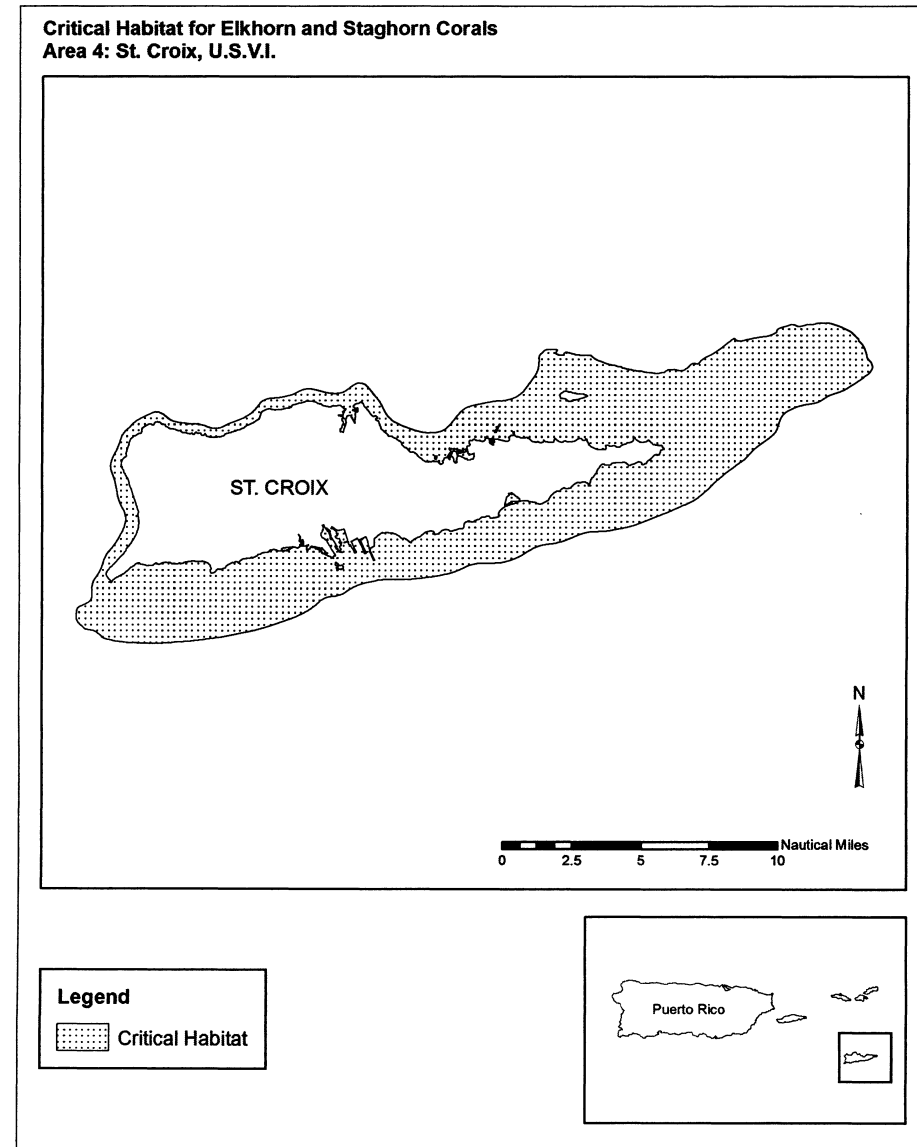 Critical Habitat for Elkhorn and Staghorn Corals
Area 4: St. Croix, U.S.V.I.
ST. CROIX
N
Nautical Miles
0 2.5 5 7.5 10
Legend
Critical Habitat
Puerto Rico